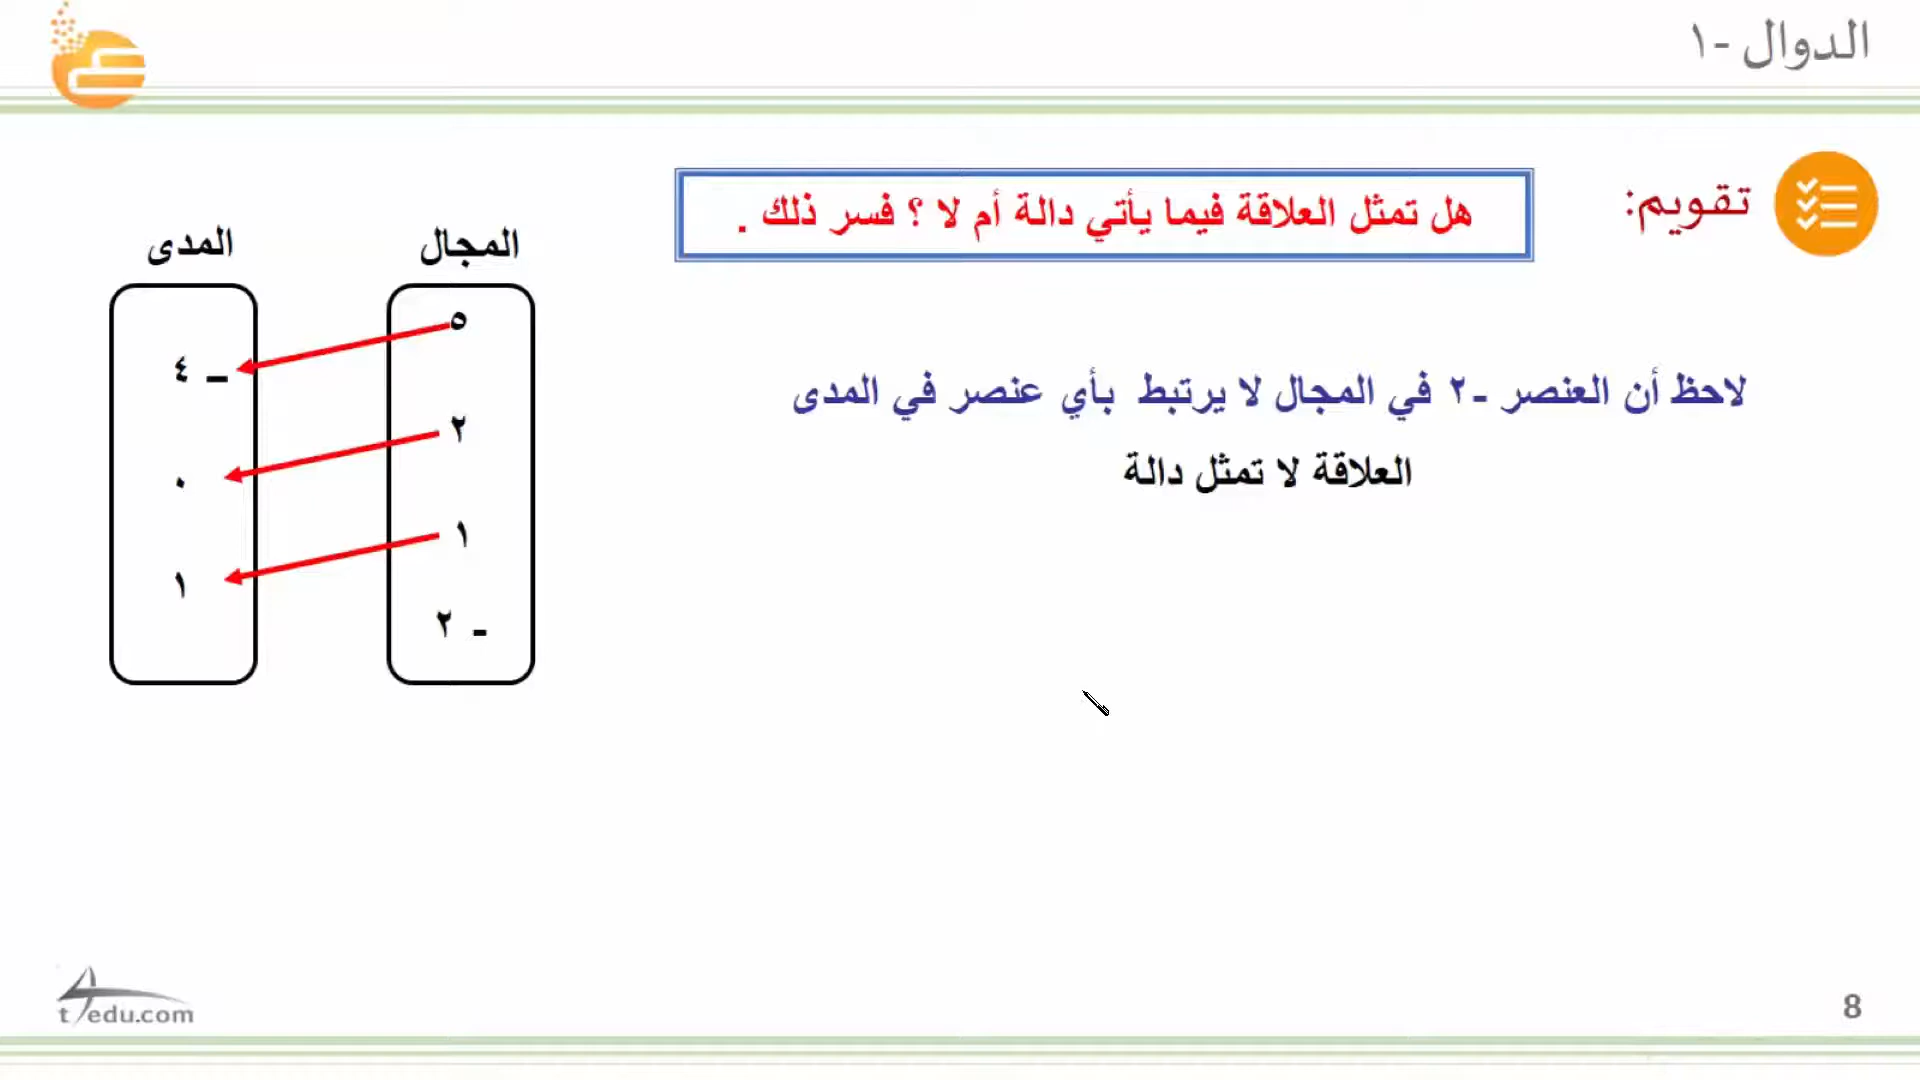 الدوال -١
تقويم:
هل تمثل العلاقة فيما يأتي دالة أم لا ؟ فسر ذلك .
المجال
المدى
٥
٢
١
- ٢
- ٤
٠
١
لاحظ أن العنصر -٢ في المجال لا يرتبط بأي عنصر في المدى
العلاقة لا تمثل دالة
t4edu.com
8